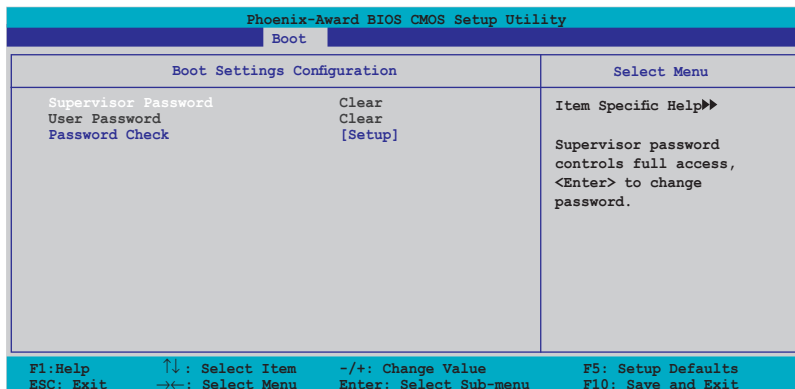 Phoenix-Award BIOS CMOS Setup Utility
Boot
Boot Settings Configuration
Select Menu
Supervisor Password Clear
User Password Clear
Password Check [Setup]
Item Specific Help▶▶
Supervisor password
controls full access,
<Enter> to change
password.
F1:Help ↑↓: Select Item -/+: Change Value F5: Setup Defaults
ESC: Exit →←: Select Menu Enter: Select Sub-menu F10: Save and Exit